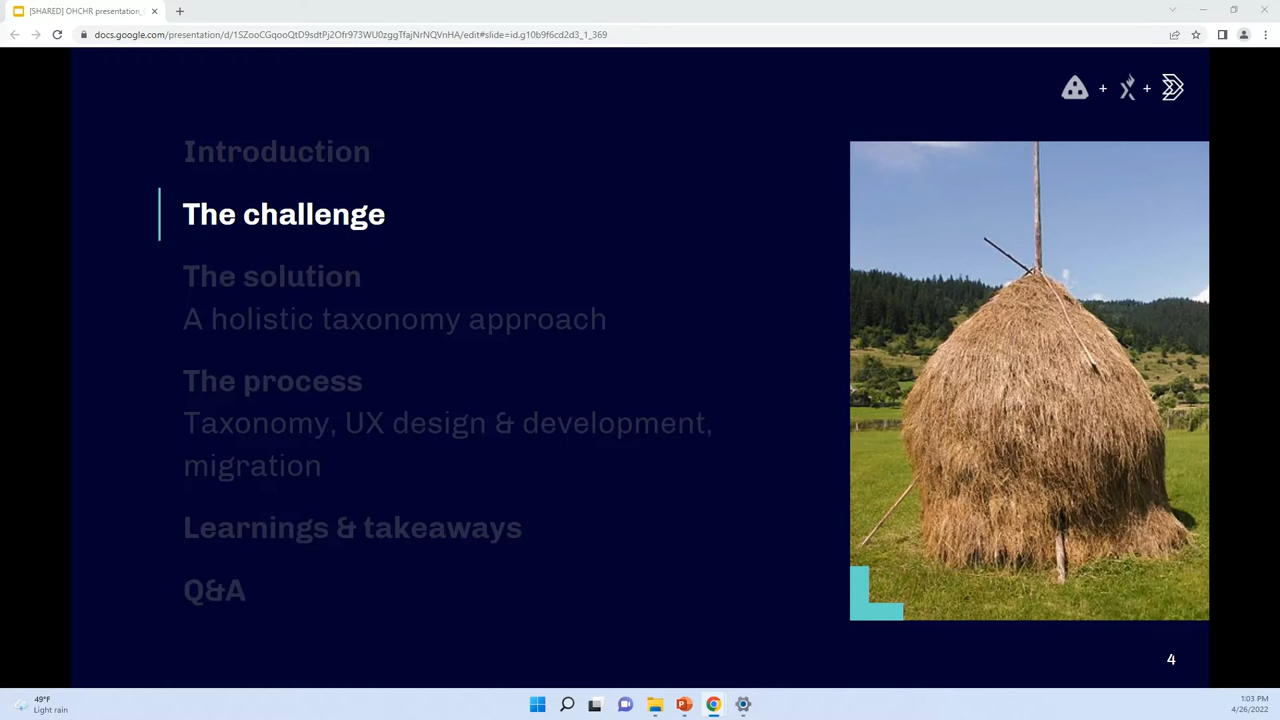 [SHARED] OHCHR presentation_
docs.google.com/presentation/d/1SZooCGqooQtD9sdtPj2Ofr973WU0zggTfajNrNQVnHA/edit#slide=id.g10b9f6cd2d3_1_369
+ +
Introduction
The challenge
The solution
A holistic taxonomy approach
The process
Taxonomy, UX design & development,
migration
Learnings & takeaways
Q&A
4
49°F
Light rain
1:03 PM
4/26/2022